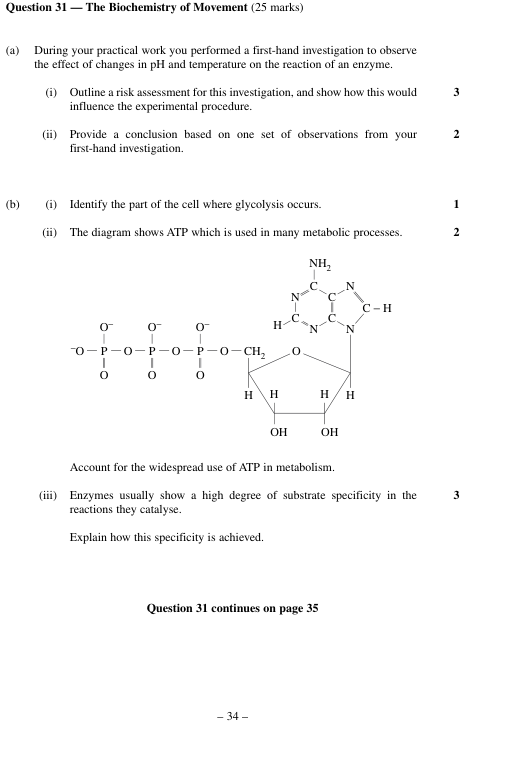 Question 31 — The Biochemistry of Movement (25 marks)
(a) During your practical work you performed a first-hand investigation to observe
the effect of changes in pH and temperature on the reaction of an enzyme.
(i) Outline a risk assessment for this investigation, and show how this would 3
influence the experimental procedure.
(ii) Provide a conclusion based on one set of observations from your 2
first-hand investigation.
(b) (i) Identify the part of the cell where glycolysis occurs. 1
(ii) The diagram shows ATP which is used in many metabolic processes. 2
NH₂
C N
N C
C – H
H C C
N N
O⁻ O⁻ O⁻
⁻O — P — O — P — O — P — O — CH₂ O
O O O
H H H H
OH OH
Account for the widespread use of ATP in metabolism.
(iii) Enzymes usually show a high degree of substrate specificity in the 3
reactions they catalyse.
Explain how this specificity is achieved.
Question 31 continues on page 35
– 34 –